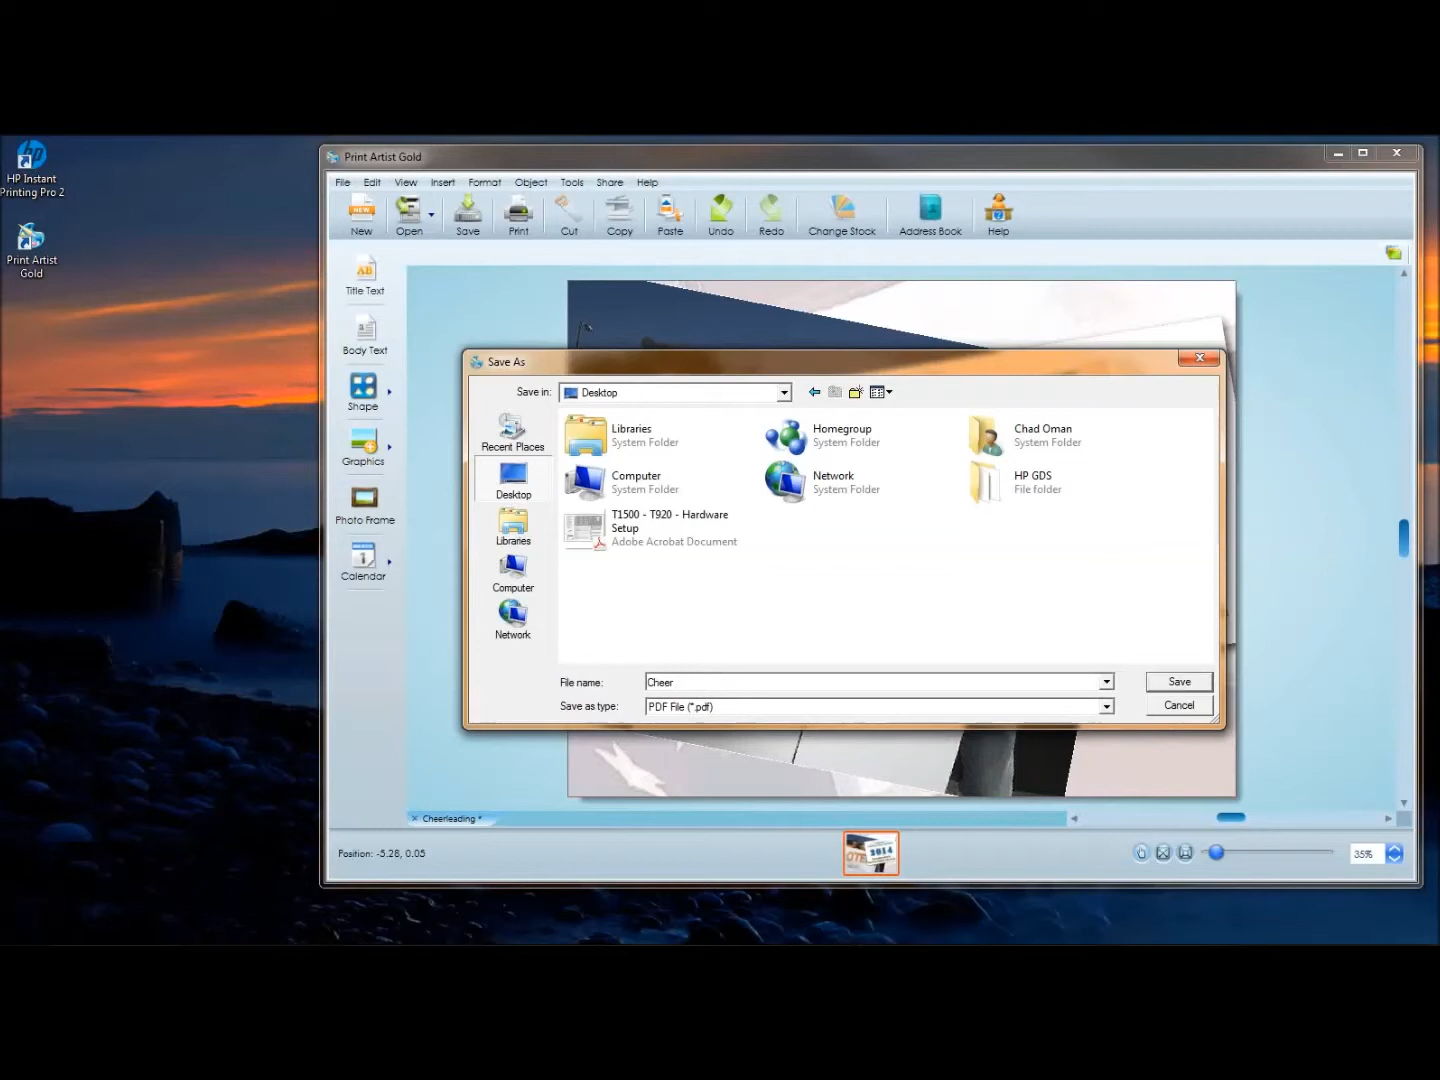 HP Instant
Printing Pro 2
Print Artist
Gold
Print Artist Gold
File Edit View Insert Format Object Tools Share Help
New Open Save Print Cut Copy Paste Undo Redo Change Stock Address Book Help
Title Text
Body Text
Shape
Graphics
Photo Frame
Calendar
Save As
Save in: Desktop
Recent Places
Desktop
Libraries
Computer
Network
Libraries
System Folder
Homegroup
System Folder
Chad Oman
System Folder
Computer
System Folder
Network
System Folder
HP GDS
File folder
T1500 - T920 - Hardware
Setup
Adobe Acrobat Document
File name: Cheer Save
Save as type: PDF File (*.pdf) Cancel
Cheerleading *
Position: -5.28, 0.05
2014
35%